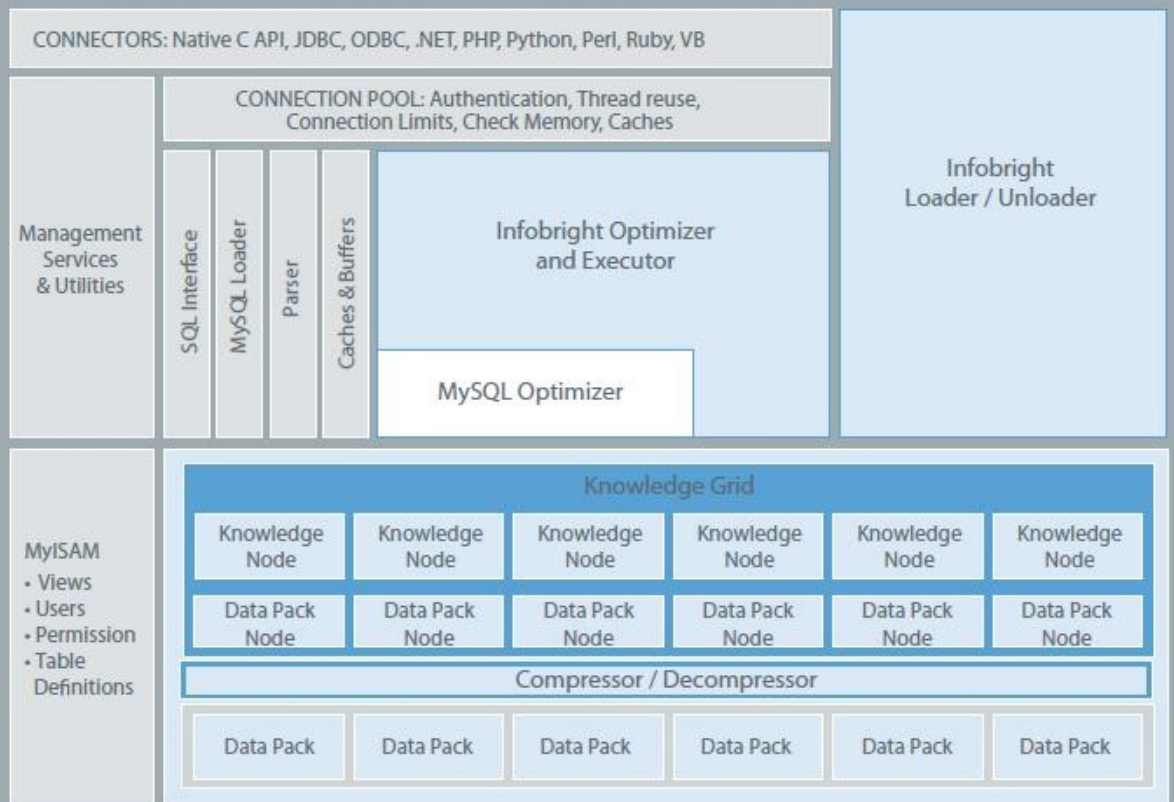 CONNECTORS: Native C API, JDBC, ODBC, .NET, PHP, Python, Perl, Ruby, VB
CONNECTION POOL: Authentication, Thread reuse,
Connection Limits, Check Memory, Caches
Management
Services
& Utilities
SQL Interface
MySQL Loader
Parser
Caches & Buffers
Infobright Optimizer
and Executor
MySQL Optimizer
Infobright
Loader / Unloader
MyISAM
• Views
• Users
• Permission
• Table
Definitions
Knowledge Grid
Knowledge
Node
Knowledge
Node
Knowledge
Node
Knowledge
Node
Knowledge
Node
Knowledge
Node
Data Pack
Node
Data Pack
Node
Data Pack
Node
Data Pack
Node
Data Pack
Node
Data Pack
Node
Compressor / Decompressor
Data Pack
Data Pack
Data Pack
Data Pack
Data Pack
Data Pack